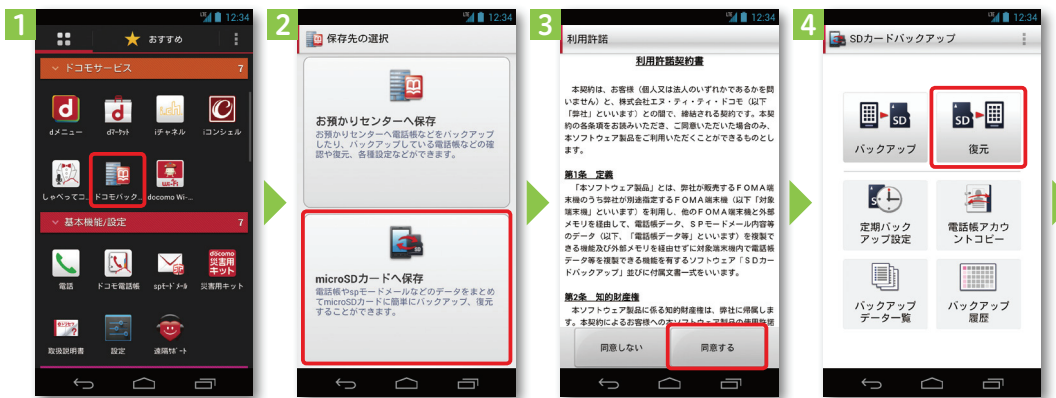 1
12:34
おすすめ
ドコモサービス 7
dメニュー
dマーケット
iチャネル
iコンシェル
しゃべってコ...
ドコモバック...
docomo Wi-...
基本機能/設定 7
電話
ドコモ電話帳
spモードメール
災害用キット
取扱説明書
設定
遠隔サポート
2
12:34
保存先の選択
お預かりセンターへ保存
お預かりセンターへ電話帳などをバックアップ
したり、バックアップしている電話帳などの確
認や復元、各種設定などができます。
microSDカードへ保存
電話帳やspモードメールなどのデータをまとめ
てmicroSDカードに簡単にバックアップ、復元
することができます。
3
12:34
利用許諾
利用許諾契約書
本契約は、お客様（個人又は法人のいずれかであるかを問
いません）と、株式会社エヌ・ティ・ティ・ドコモ（以下
「弊社」といいます）との間で、締結される契約です。本契
約の各条項をお読みいただき、ご同意いただいた場合のみ、
本ソフトウェア製品をご利用いただくことができるものとし
ます。
第1条 定義
「本ソフトウェア製品」とは、弊社が販売するＦＯＭＡ端
末機のうち弊社が別途指定するＦＯＭＡ端末機（以下「対象
端末機」といいます）を利用し、他のＦＯＭＡ端末機と外部
メモリを経由して、電話帳データ、ＳＰモードメール内容等
のデータ（以下、「電話帳データ等」といいます）を複製で
きる機能及び外部メモリを経由せずに対象端末機内で電話帳
データ等を複製できる機能を有するソフトウェア「ＳＤカー
ドバックアップ」並びに付属文書一式をいいます。
第2条 知的財産権
本ソフトウェア製品に係る知的財産権は、弊社に帰属しま
す。本契約によるお客様への本ソフトウェア製品の使用許諾
同意しない
同意する
4
12:34
SDカードバックアップ
バックアップ
復元
定期バック
アップ設定
電話帳アカウ
ントコピー
バックアップ
データ一覧
バックアップ
履歴